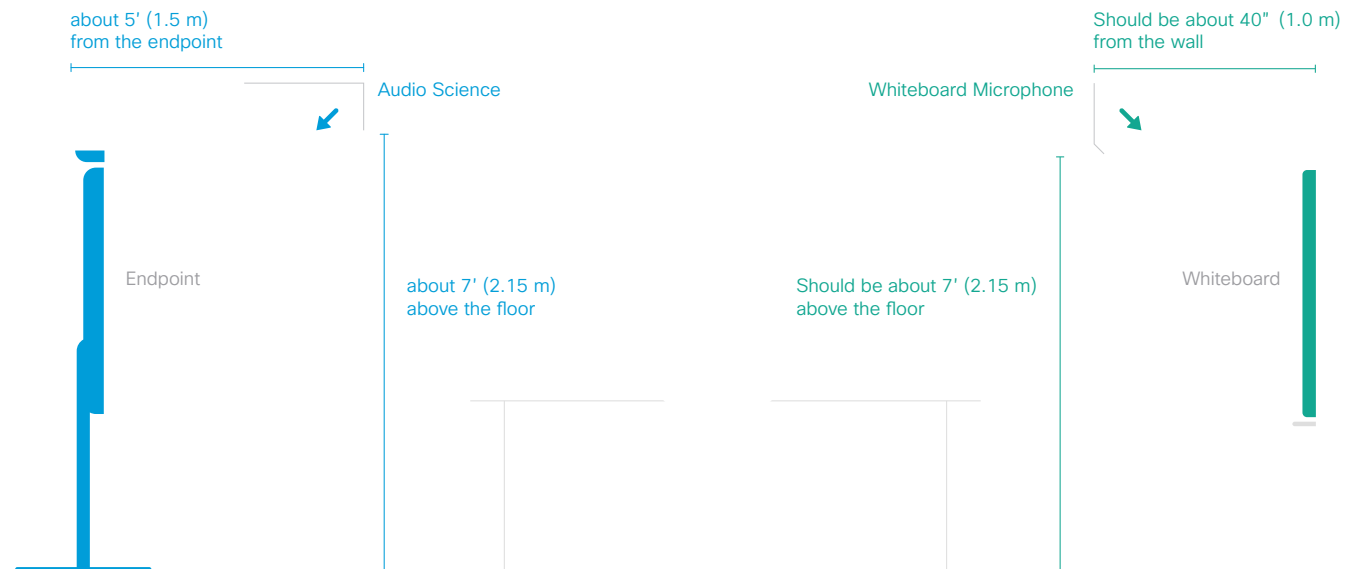 about 5' (1.5 m)
from the endpoint
Should be about 40" (1.0 m)
from the wall
Audio Science
Whiteboard Microphone
Endpoint
about 7' (2.15 m)
above the floor
Should be about 7' (2.15 m)
above the floor
Whiteboard